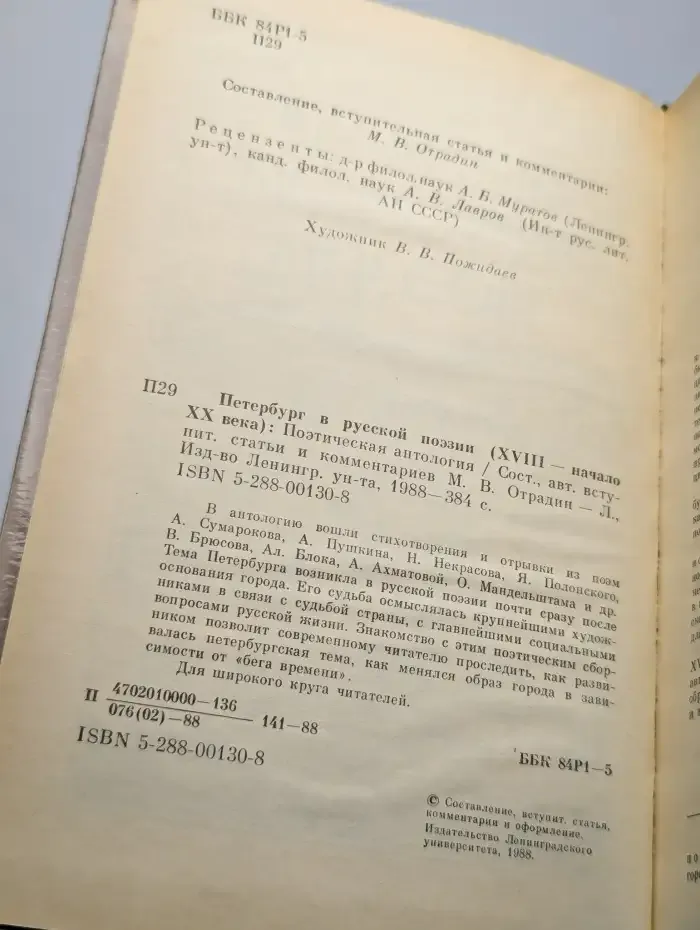 ББК 84Р1-5
П29
Составление, вступительная статья и комментарии:
М. В. Отрадин
Рецензенты: д-р филол. наук А. Б. Муратов (Ленингр.
ун-т), канд. филол. наук А. В. Лавров (Ин-т рус. лит.
АН СССР)
Художник В. В. Пожидаев
П29
Петербург в русской поэзии (XVIII — начало
XX века): Поэтическая антология / Сост., авт. всту-
пит. статьи и комментариев М. В. Отрадин — Л.,
Изд-во Ленингр. ун-та, 1988—384 с.
ISBN 5-288-00130-8
В антологию вошли стихотворения и отрывки из поэм
А. Сумарокова, А. Пушкина, Н. Некрасова, Я. Полонского,
В. Брюсова, Ал. Блока, А. Ахматовой, О. Мандельштама и др.
Тема Петербурга возникла в русской поэзии почти сразу после
основания города. Его судьба осмыслялась крупнейшими худож-
никами в связи с судьбой страны, с главнейшими социальными
вопросами русской жизни. Знакомство с этим поэтическим сбор-
ником позволит современному читателю проследить, как разви-
валась петербургская тема, как менялся образ города в зави-
симости от «бега времени».
Для широкого круга читателей.
П 4702010000—136
076(02)—88
141—88
ББК 84Р1—5
ISBN 5-288-00130-8
© Составление, вступит. статья,
комментарии и оформление.
Издательство Ленинградского
университета, 1988.